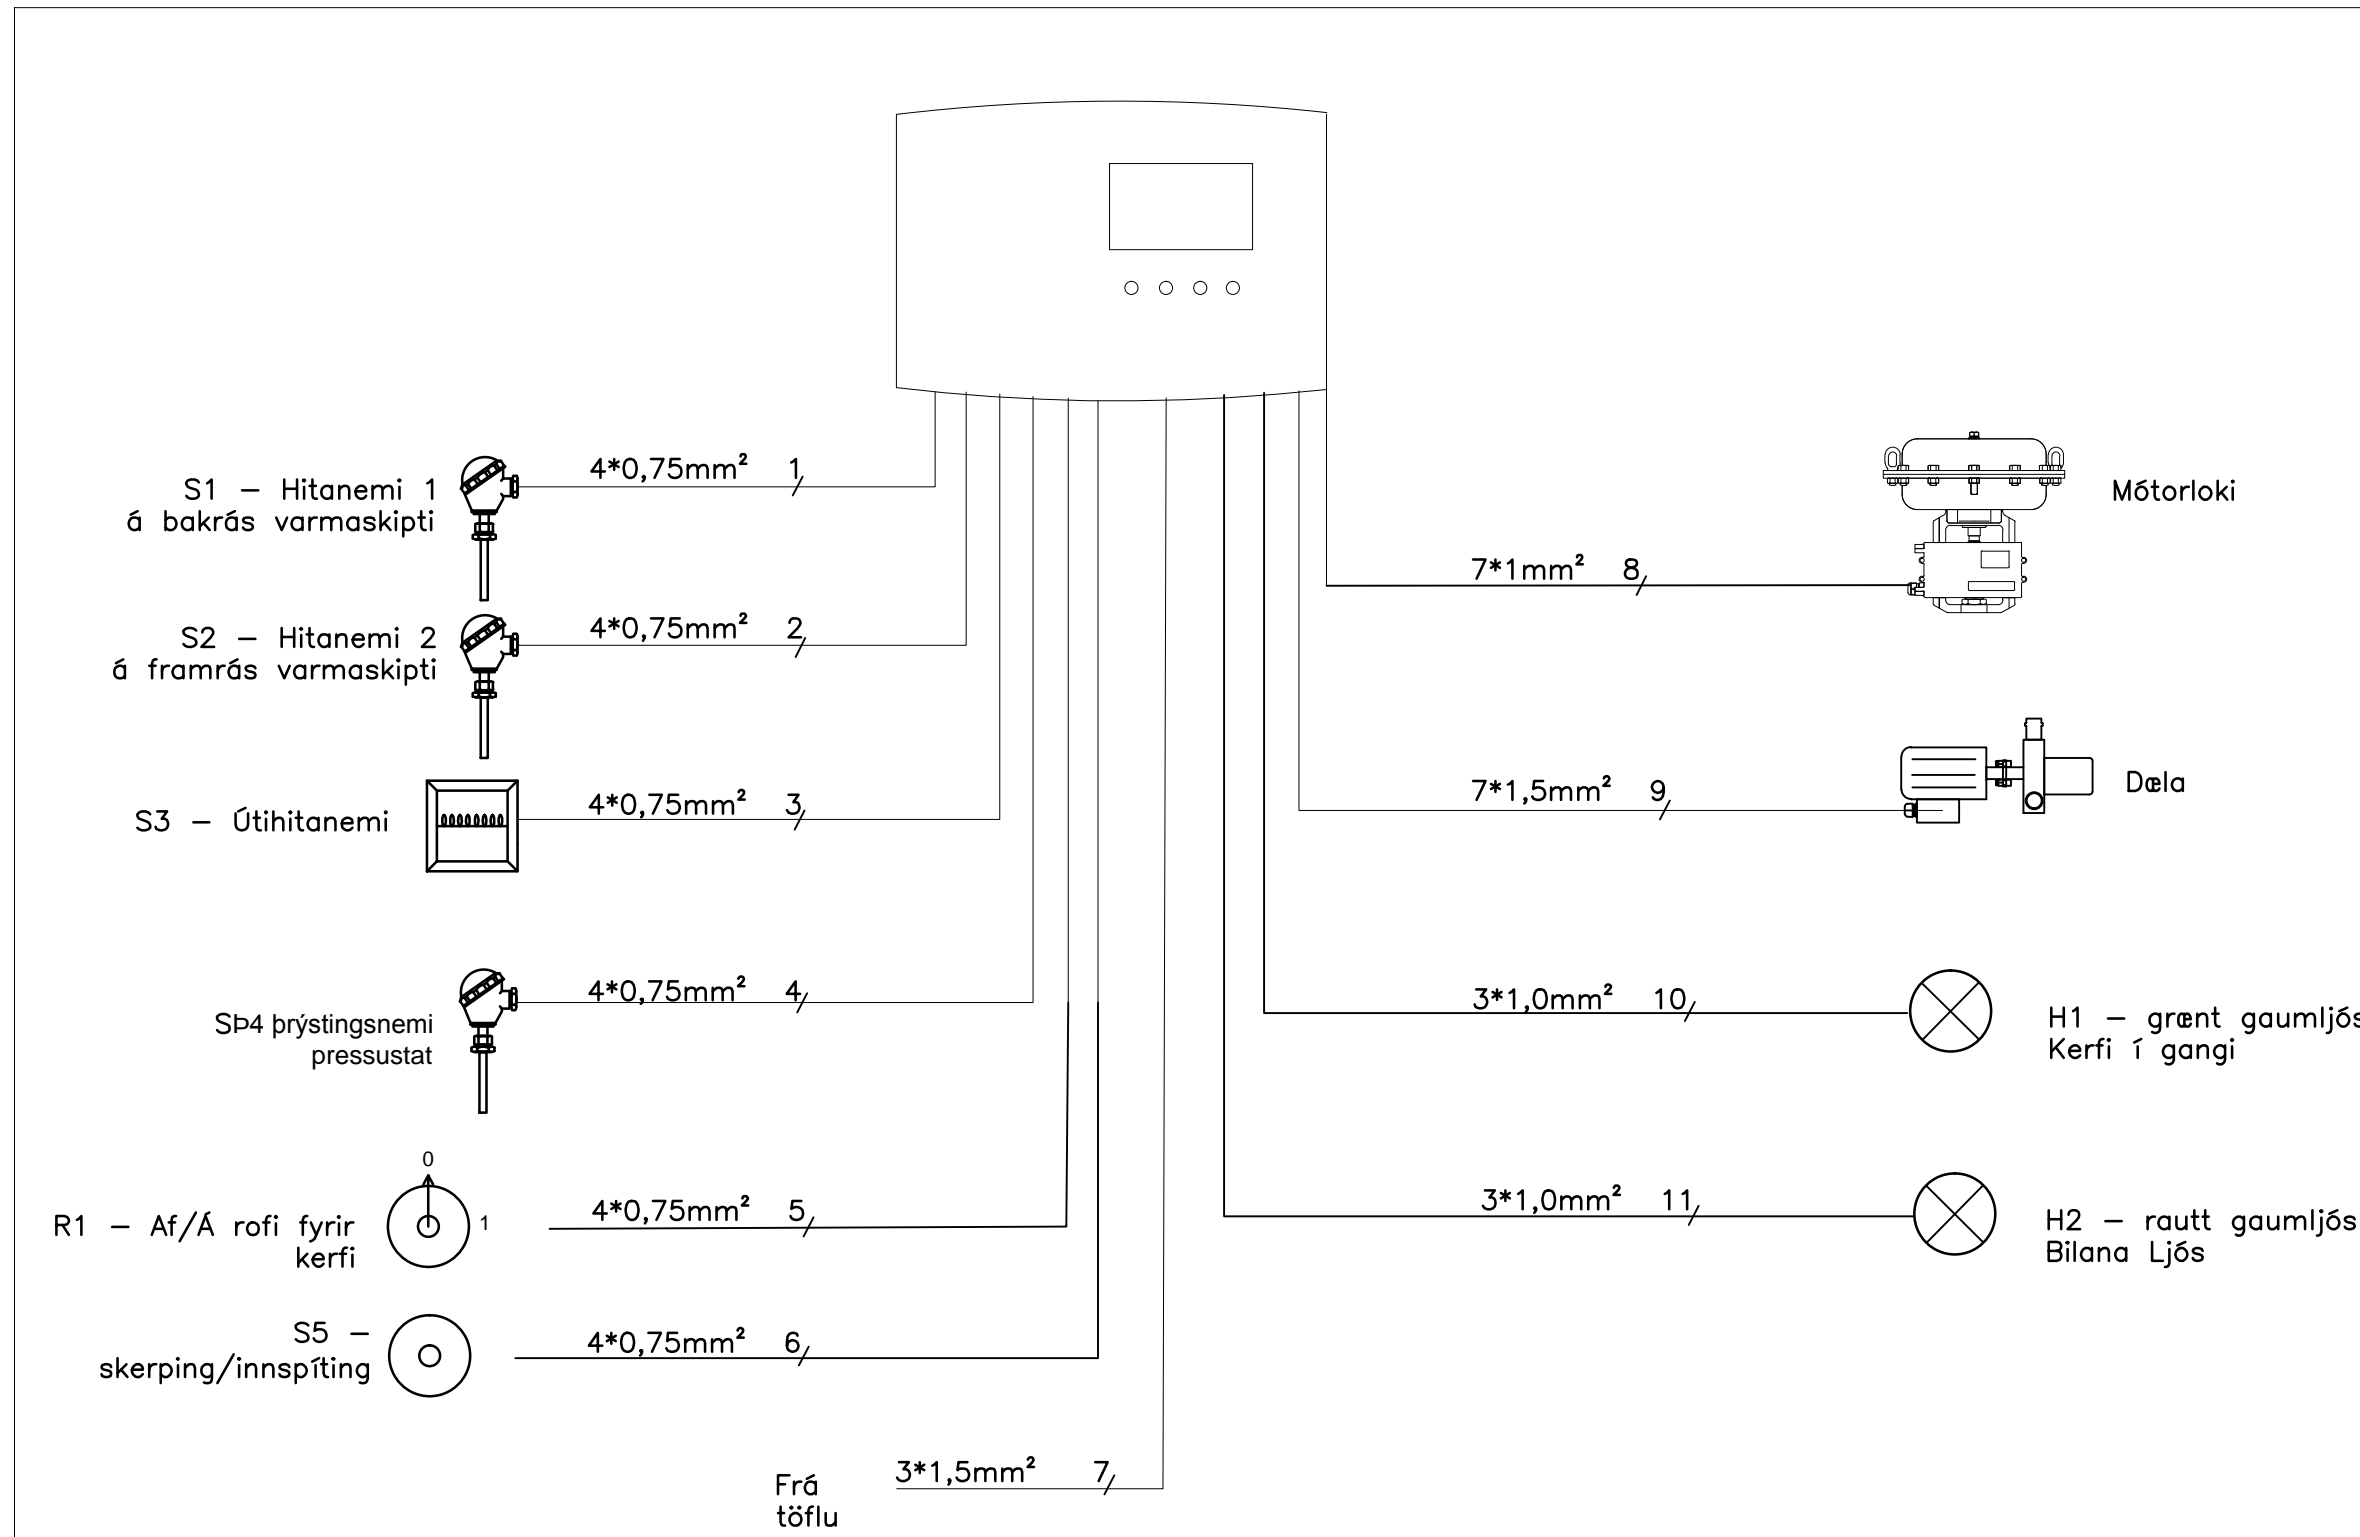 4*0,75mm² 1
S1 – Hitanemi 1
á bakrás varmaskipti
Mótorloki
7*1mm² 8
4*0,75mm² 2
S2 – Hitanemi 2
á framrás varmaskipti
4*0,75mm² 3
S3 – Útihitanemi
7*1,5mm² 9
Dæla
4*0,75mm² 4
SÞ4 þrýstingsnemi
pressustat
3*1,0mm² 10
H1 – grænt gaumljós
Kerfi í gangi
0
1
4*0,75mm² 5
R1 – Af/Á rofi fyrir
kerfi
3*1,0mm² 11
H2 – rautt gaumljós
Bilana Ljós
4*0,75mm² 6
S5 –
skerping/innspíting
3*1,5mm² 7
Frá
töflu